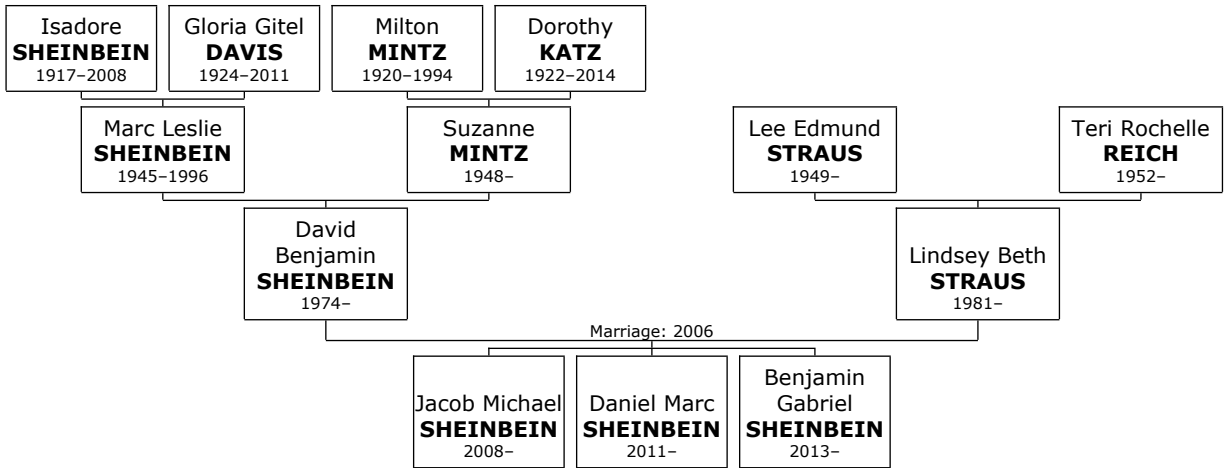 Isadore
SHEINBEIN
1917–2008
Gloria Gitel
DAVIS
1924–2011
Milton
MINTZ
1920–1994
Dorothy
KATZ
1922–2014
Marc Leslie
SHEINBEIN
1945–1996
Suzanne
MINTZ
1948–
Lee Edmund
STRAUS
1949–
Teri Rochelle
REICH
1952–
David
Benjamin
SHEINBEIN
1974–
Lindsey Beth
STRAUS
1981–
Marriage: 2006
Jacob Michael
SHEINBEIN
2008–
Daniel Marc
SHEINBEIN
2011–
Benjamin
Gabriel
SHEINBEIN
2013–